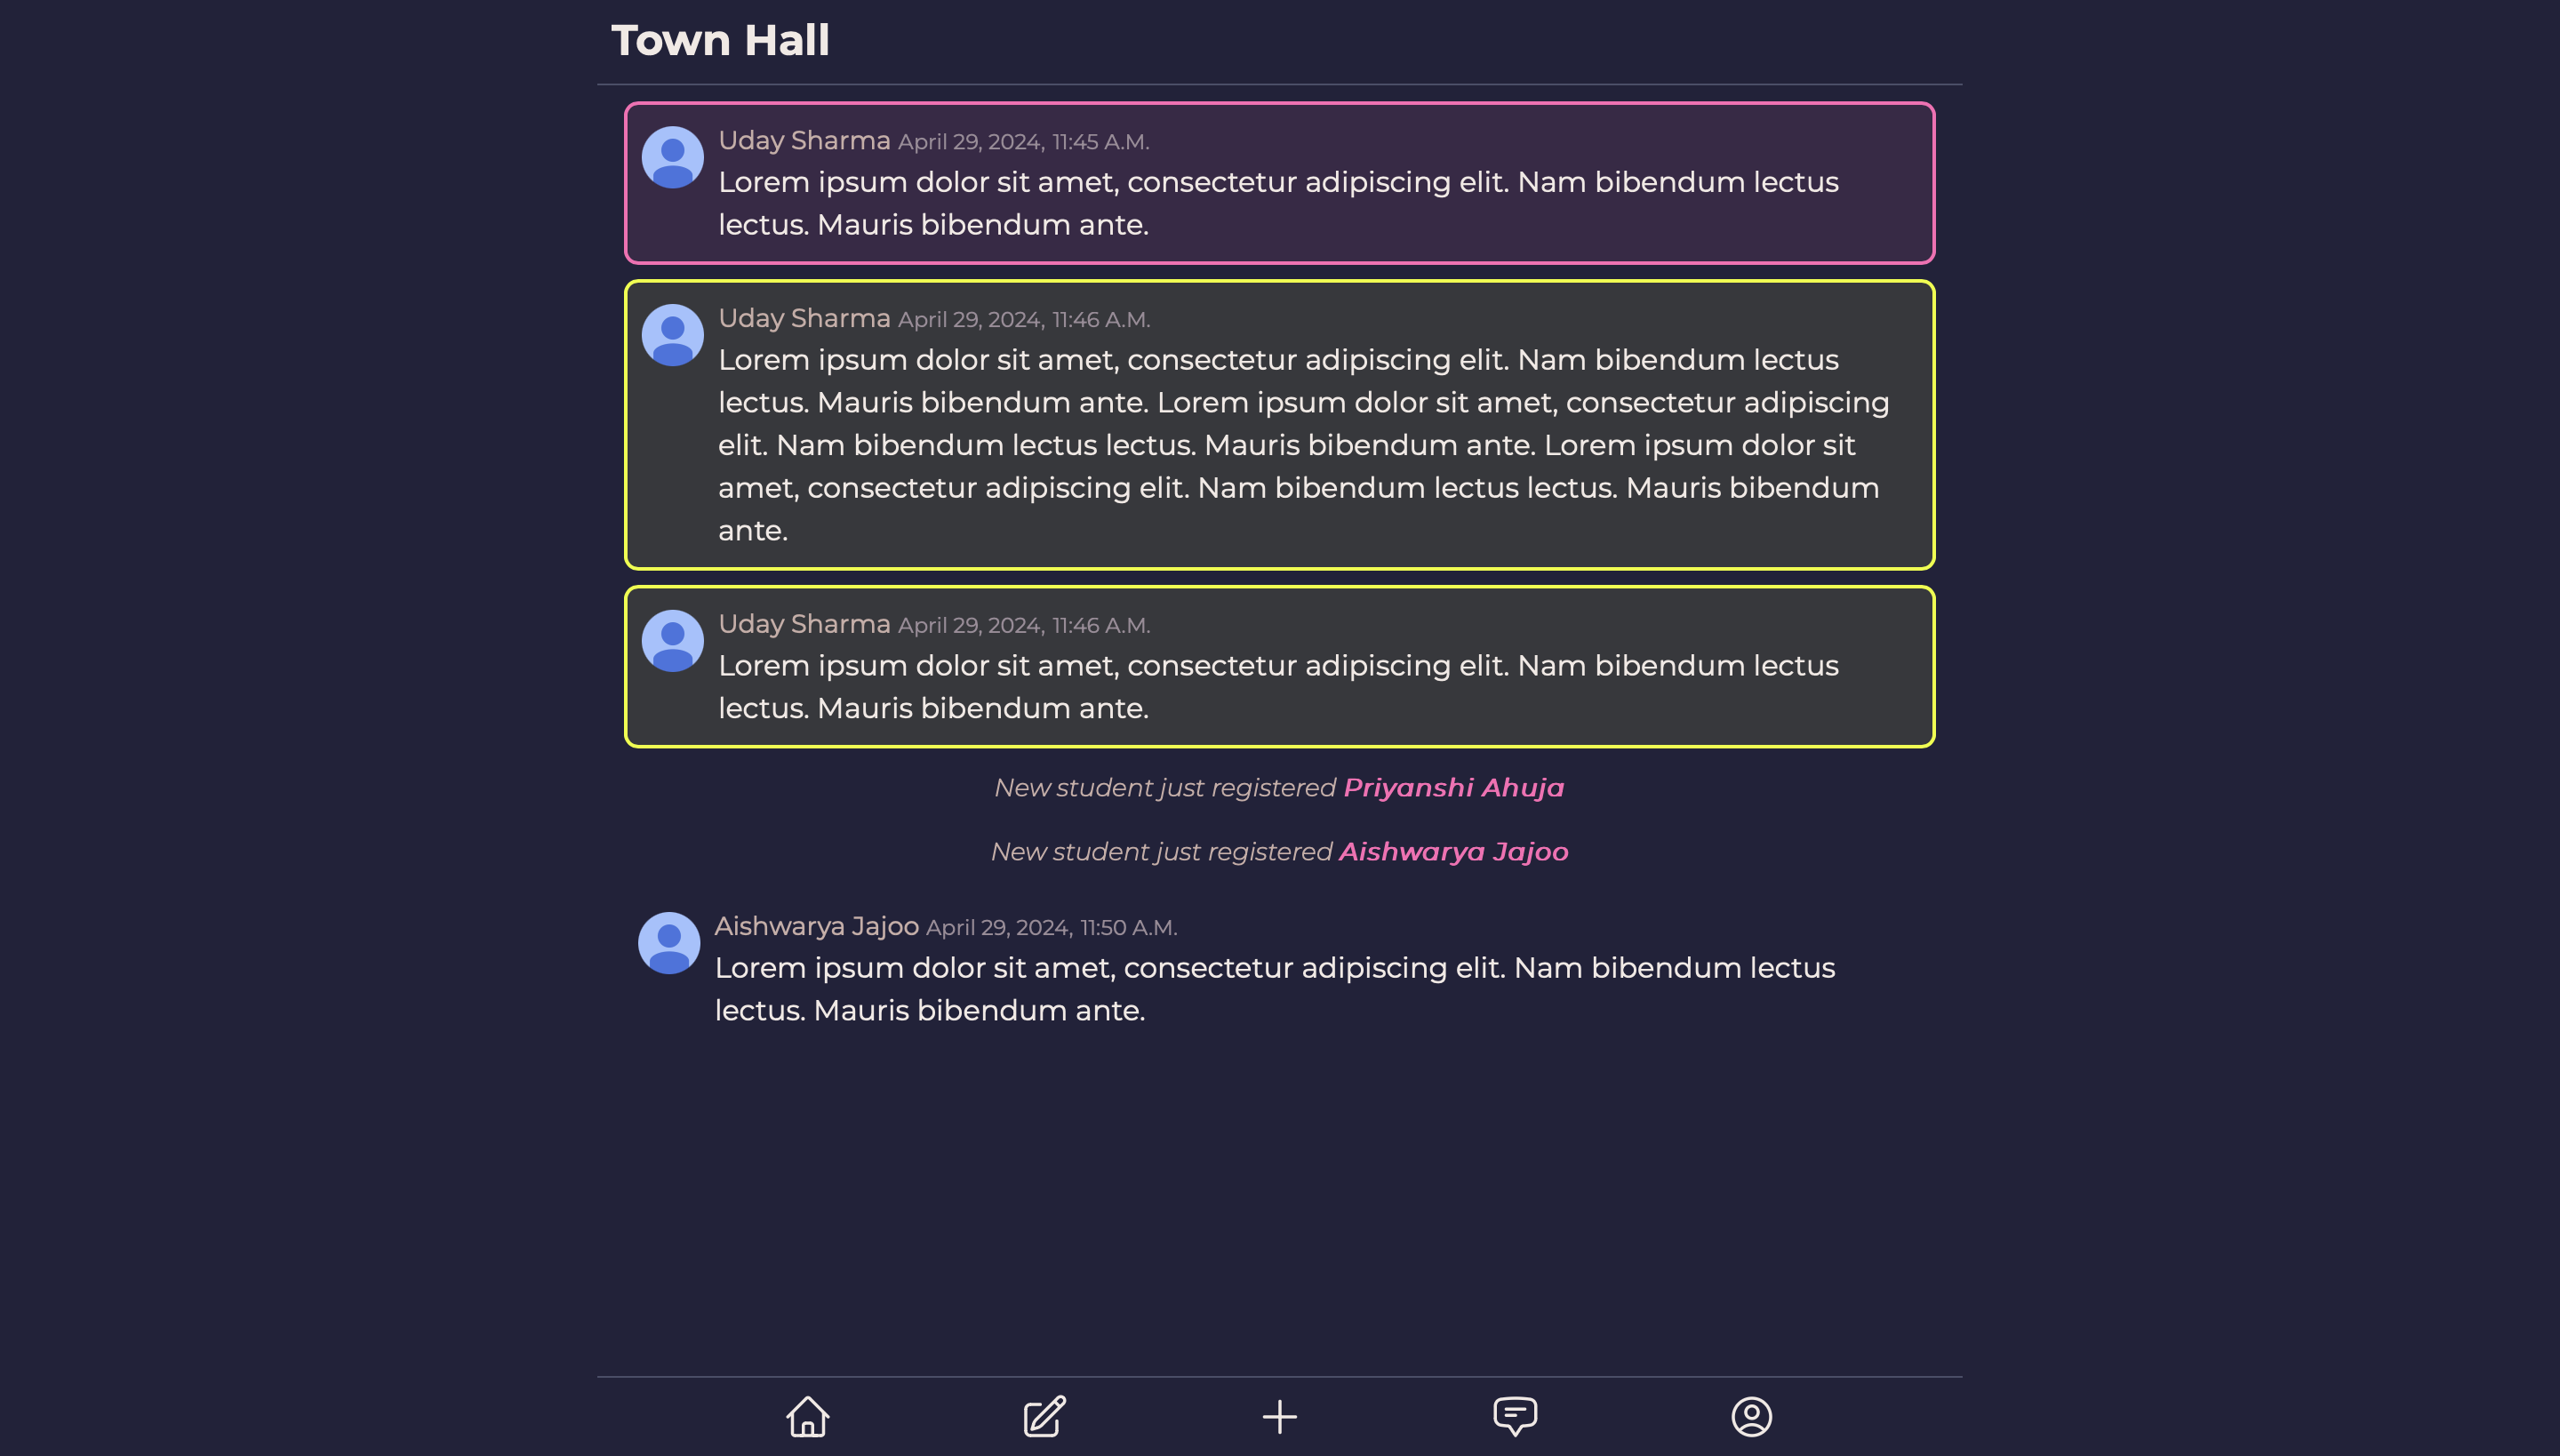 Town Hall
Uday Sharma April 29, 2024, 11:45 A.M.
Lorem ipsum dolor sit amet, consectetur adipiscing elit. Nam bibendum lectus
lectus. Mauris bibendum ante.
Uday Sharma April 29, 2024, 11:46 A.M.
Lorem ipsum dolor sit amet, consectetur adipiscing elit. Nam bibendum lectus
lectus. Mauris bibendum ante. Lorem ipsum dolor sit amet, consectetur adipiscing
elit. Nam bibendum lectus lectus. Mauris bibendum ante. Lorem ipsum dolor sit
amet, consectetur adipiscing elit. Nam bibendum lectus lectus. Mauris bibendum
ante.
Uday Sharma April 29, 2024, 11:46 A.M.
Lorem ipsum dolor sit amet, consectetur adipiscing elit. Nam bibendum lectus
lectus. Mauris bibendum ante.
New student just registered Priyanshi Ahuja
New student just registered Aishwarya Jajoo
Aishwarya Jajoo April 29, 2024, 11:50 A.M.
Lorem ipsum dolor sit amet, consectetur adipiscing elit. Nam bibendum lectus
lectus. Mauris bibendum ante.